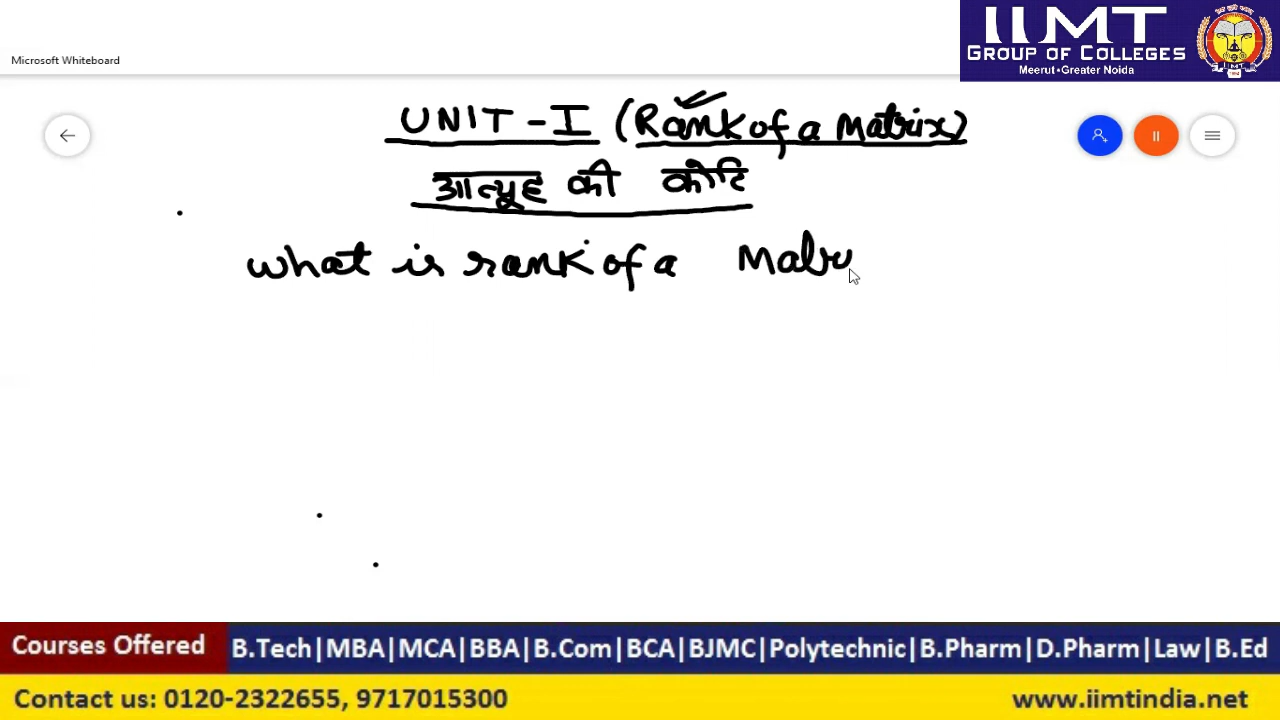 IIMT
GROUP OF COLLEGES
Meerut•Greater Noida
Microsoft Whiteboard
UNIT - I (Rank of a Matrix)
आत्यूह की कोटि
what is rank of a Matr
Courses Offered B.Tech|MBA|MCA|BBA|B.Com|BCA|BJMC|Polytechnic|B.Pharm|D.Pharm|Law|B.Ed
Contact us: 0120-2322655, 9717015300 www.iimtindia.net